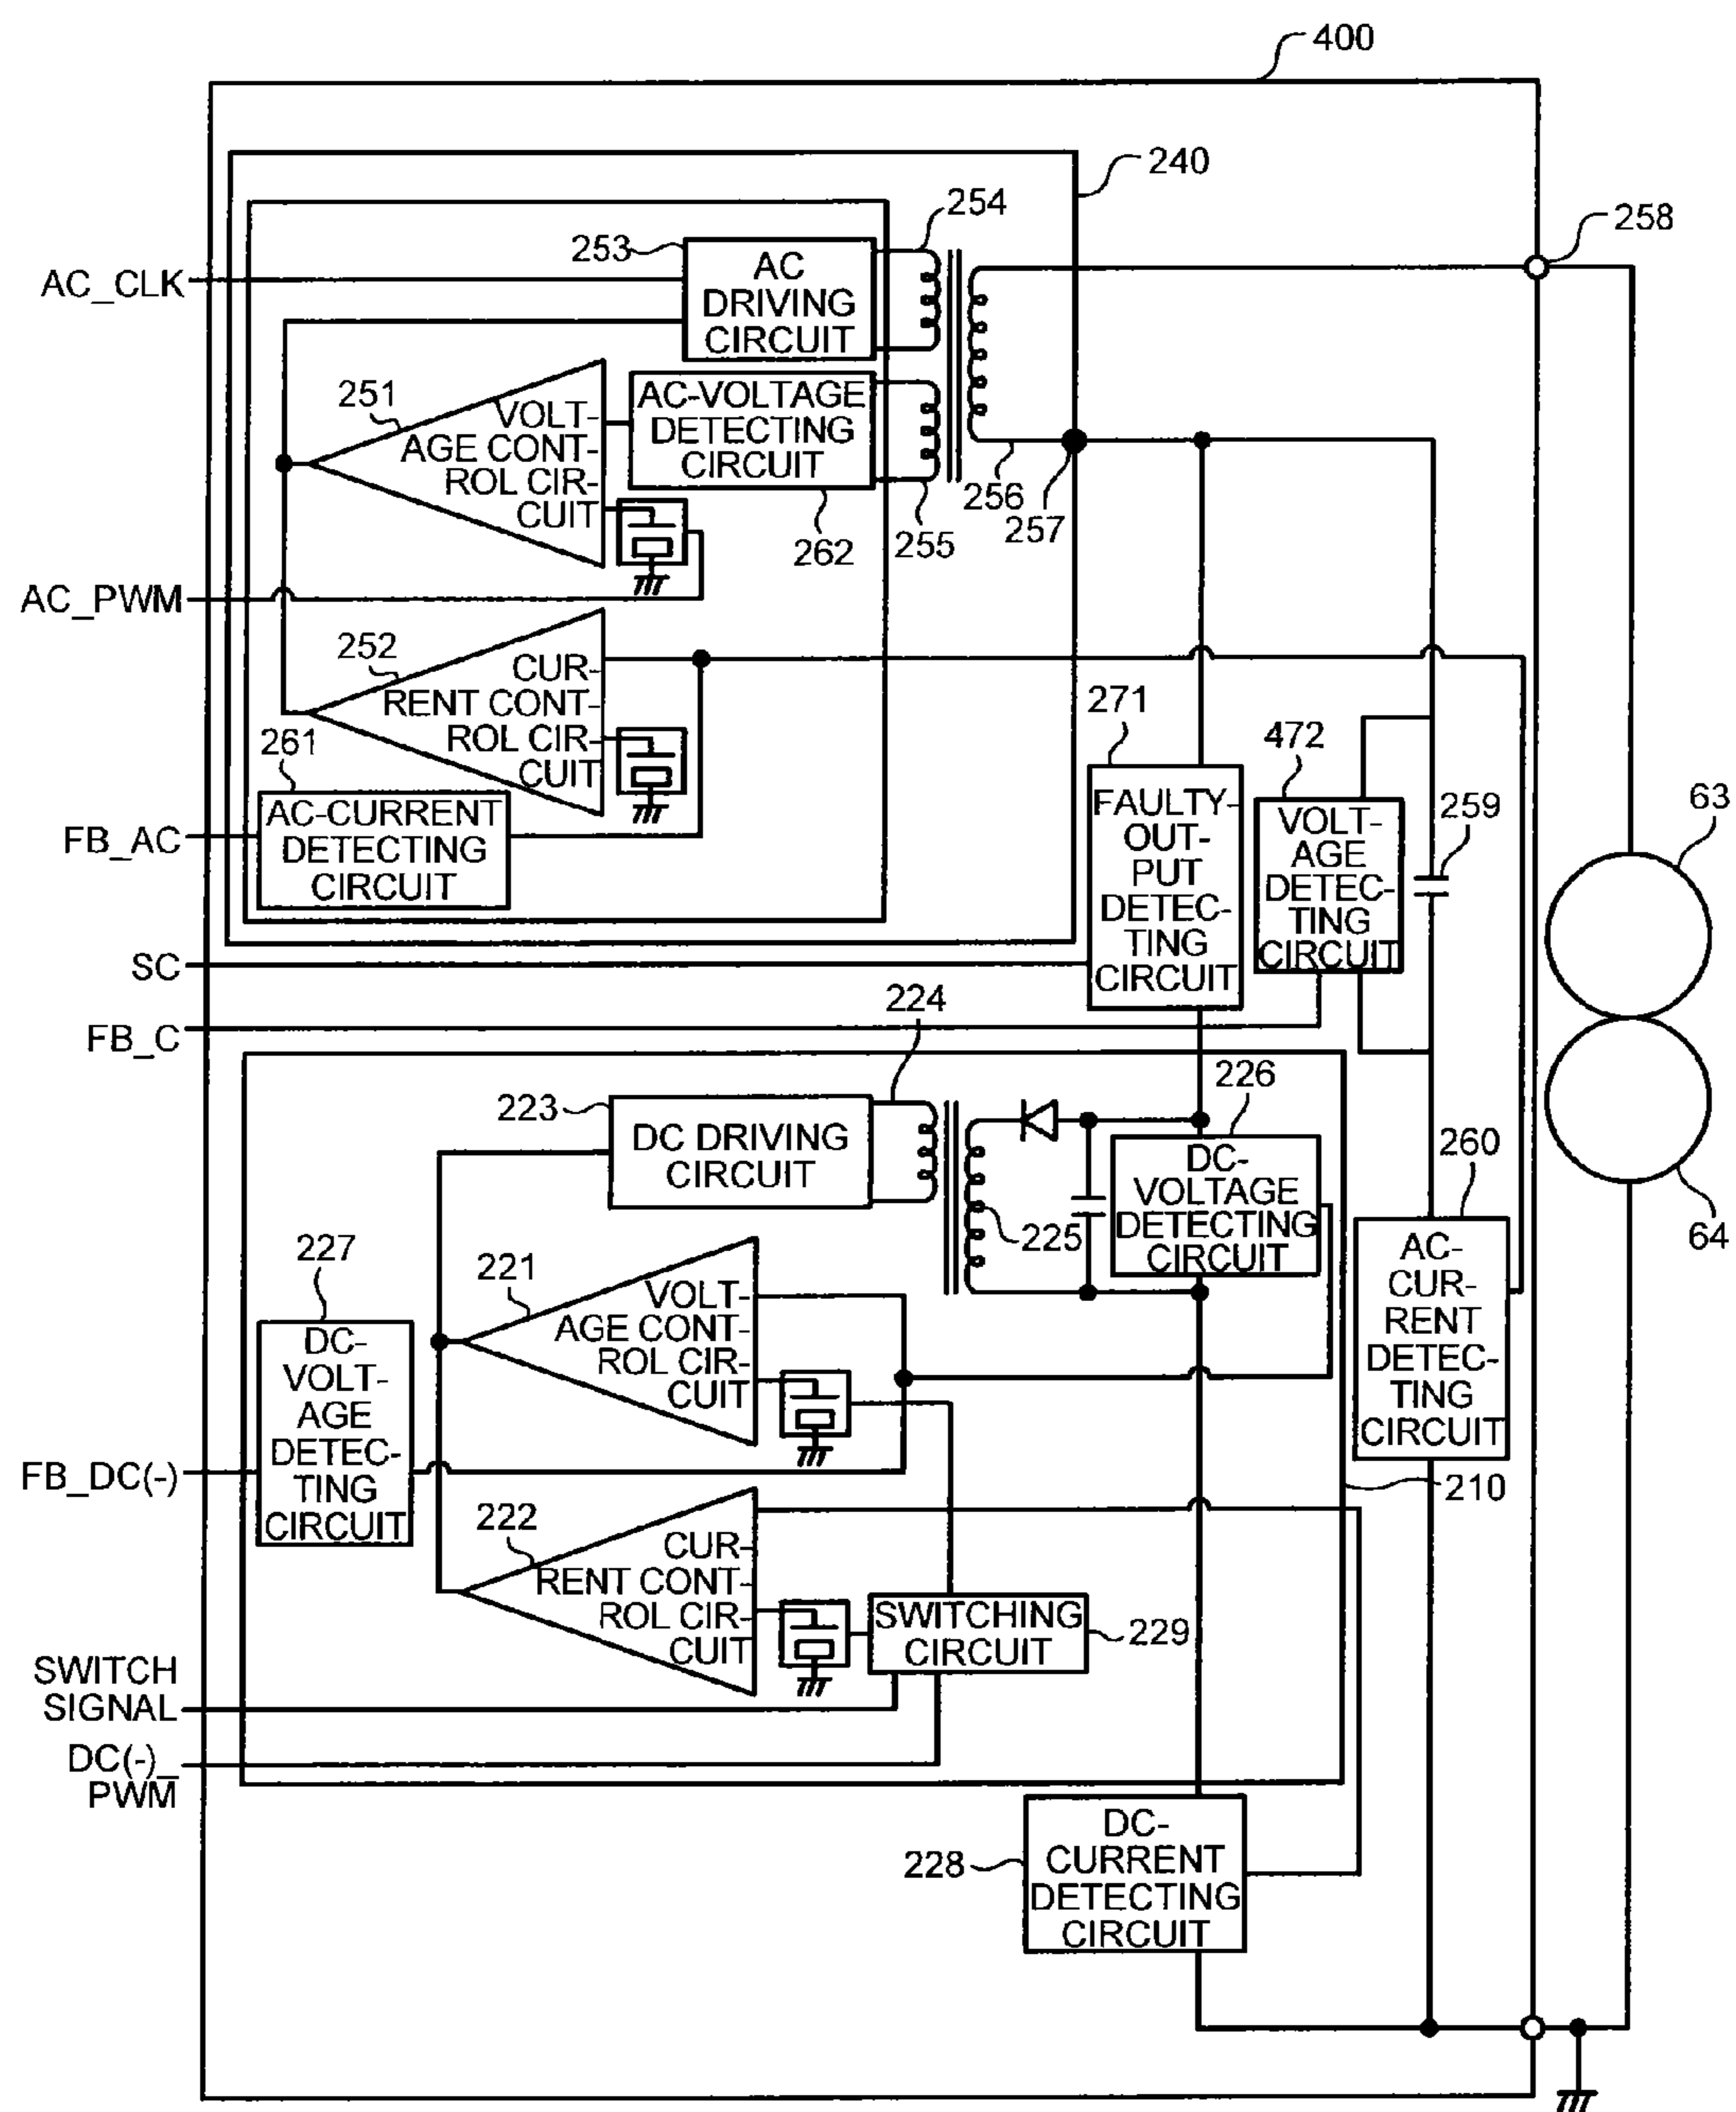 400
240
254
258
253
AC_CLK
AC
DRIVING
CIRCUIT
251
VOLT-
AGE CONT-
ROL CIR-
CUIT
AC-VOLTAGE
DETECTING
CIRCUIT
256
257
262
255
AC_PWM
252
CUR-
RENT CONT-
ROL CIR-
CUIT
261
AC-CURRENT
DETECTING
CIRCUIT
FB_AC
271
FAULTY-
OUT-
PUT
DETEC-
TING
CIRCUIT
472
VOLT-
AGE
DETEC-
TING
CIRCUIT
259
63
SC
FB_C
224
226
223
DC DRIVING
CIRCUIT
225
DC-
VOLTAGE
DETECTING
CIRCUIT
260
64
227
DC-
VOLT-
AGE
DETEC-
TING
CIRCUIT
221
VOLT-
AGE CONT-
ROL CIR-
CUIT
AC-
CUR-
RENT
DETEC-
TING
CIRCUIT
FB_DC(-)
210
222
CUR-
RENT CONT-
ROL CIR-
CUIT
SWITCHING
CIRCUIT
229
SWITCH
SIGNAL
DC(-)_
PWM
228
DC-
CURRENT
DETECTING
CIRCUIT